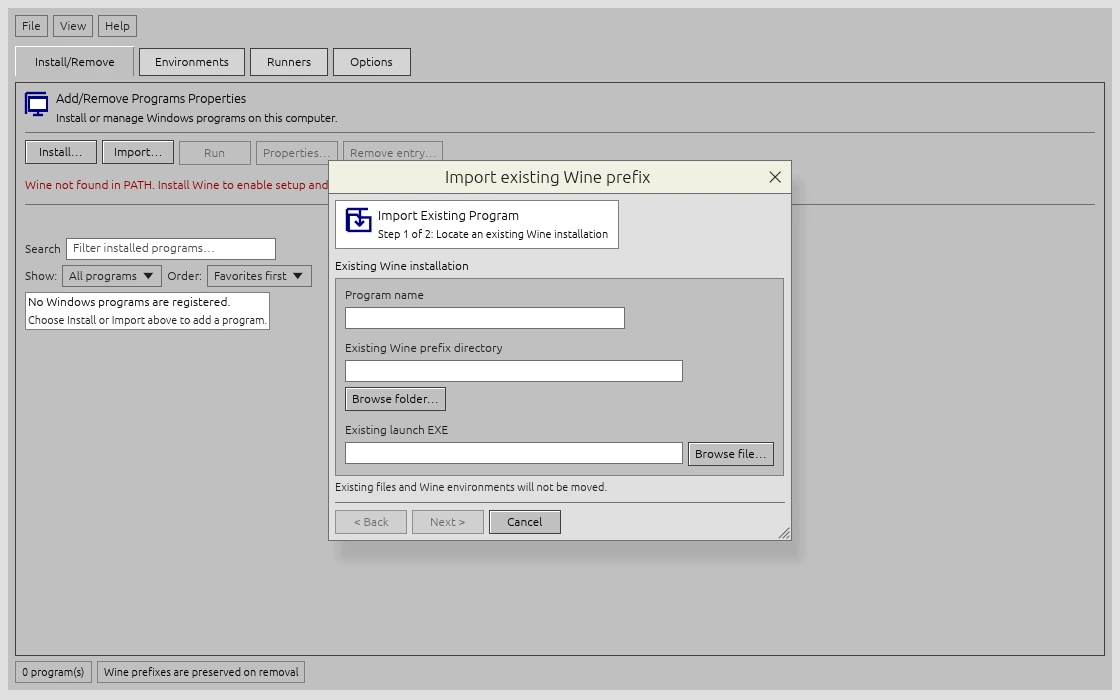 File View Help
Install/Remove Environments Runners Options
Add/Remove Programs Properties
Install or manage Windows programs on this computer.
Install... Import... Run Properties... Remove entry...
Wine not found in PATH. Install Wine to enable setup and
Search Filter installed programs...
Show: All programs Order: Favorites first
No Windows programs are registered.
Choose Install or Import above to add a program.
Import existing Wine prefix
Import Existing Program
Step 1 of 2: Locate an existing Wine installation
Existing Wine installation
Program name
Existing Wine prefix directory
Browse folder...
Existing launch EXE
Browse file...
Existing files and Wine environments will not be moved.
< Back Next > Cancel
0 program(s) Wine prefixes are preserved on removal